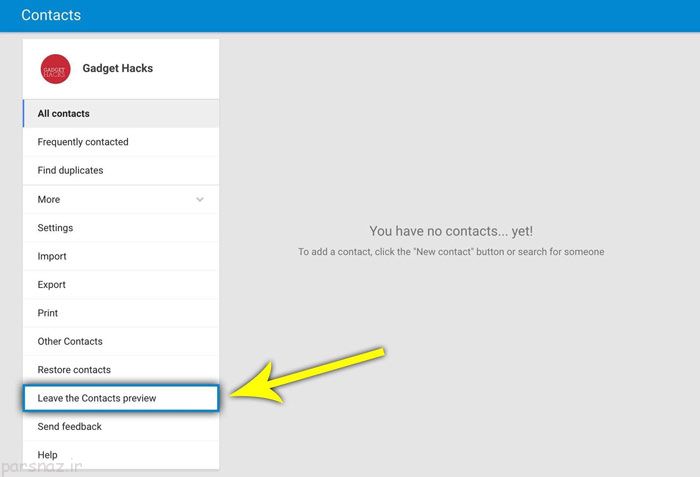 Contacts
GADGET
HACKS
Gadget Hacks
All contacts
Frequently contacted
Find duplicates
More
Settings
Import
Export
Print
Other Contacts
Restore contacts
Leave the Contacts preview
Send feedback
Help
You have no contacts... yet!
To add a contact, click the "New contact" button or search for someone
parsnaz.ir